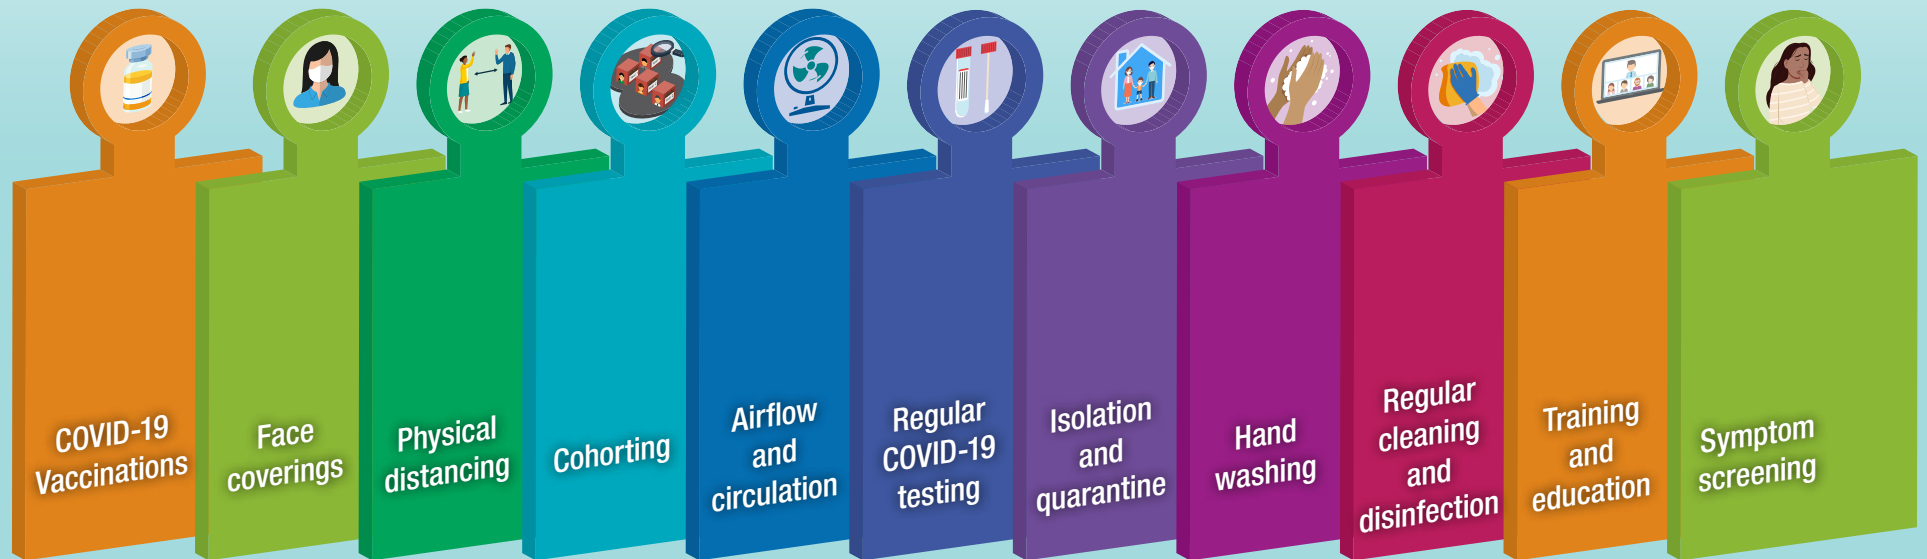 COVID-19
Vaccinations
Face
coverings
Physical
distancing
Cohorting
Airflow
and
circulation
Regular
COVID-19
testing
Isolation
and
quarantine
Hand
washing
Regular
cleaning
and
disinfection
Training
and
education
Symptom
screening